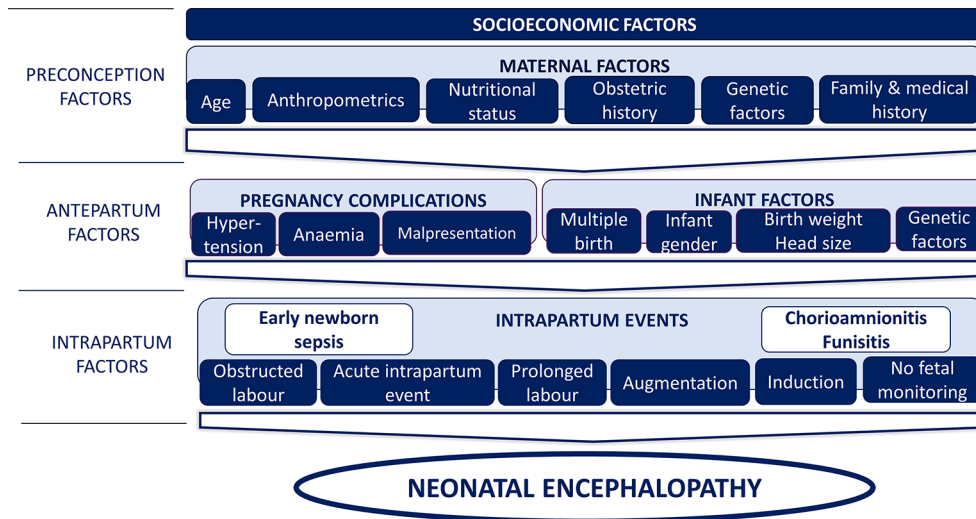 SOCIOECONOMIC FACTORS
PRECONCEPTION
FACTORS
MATERNAL FACTORS
Age
Anthropometrics
Nutritional
status
Obstetric
history
Genetic
factors
Family & medical
history
ANTEPARTUM
FACTORS
PREGNANCY COMPLICATIONS
Hyper-
tension
Anaemia
Malpresentation
INFANT FACTORS
Multiple
birth
Infant
gender
Birth weight
Head size
Genetic
factors
INTRAPARTUM
FACTORS
Early newborn
sepsis
INTRAPARTUM EVENTS
Chorioamnionitis
Funisitis
Obstructed
labour
Acute intrapartum
event
Prolonged
labour
Augmentation
Induction
No fetal
monitoring
NEONATAL ENCEPHALOPATHY